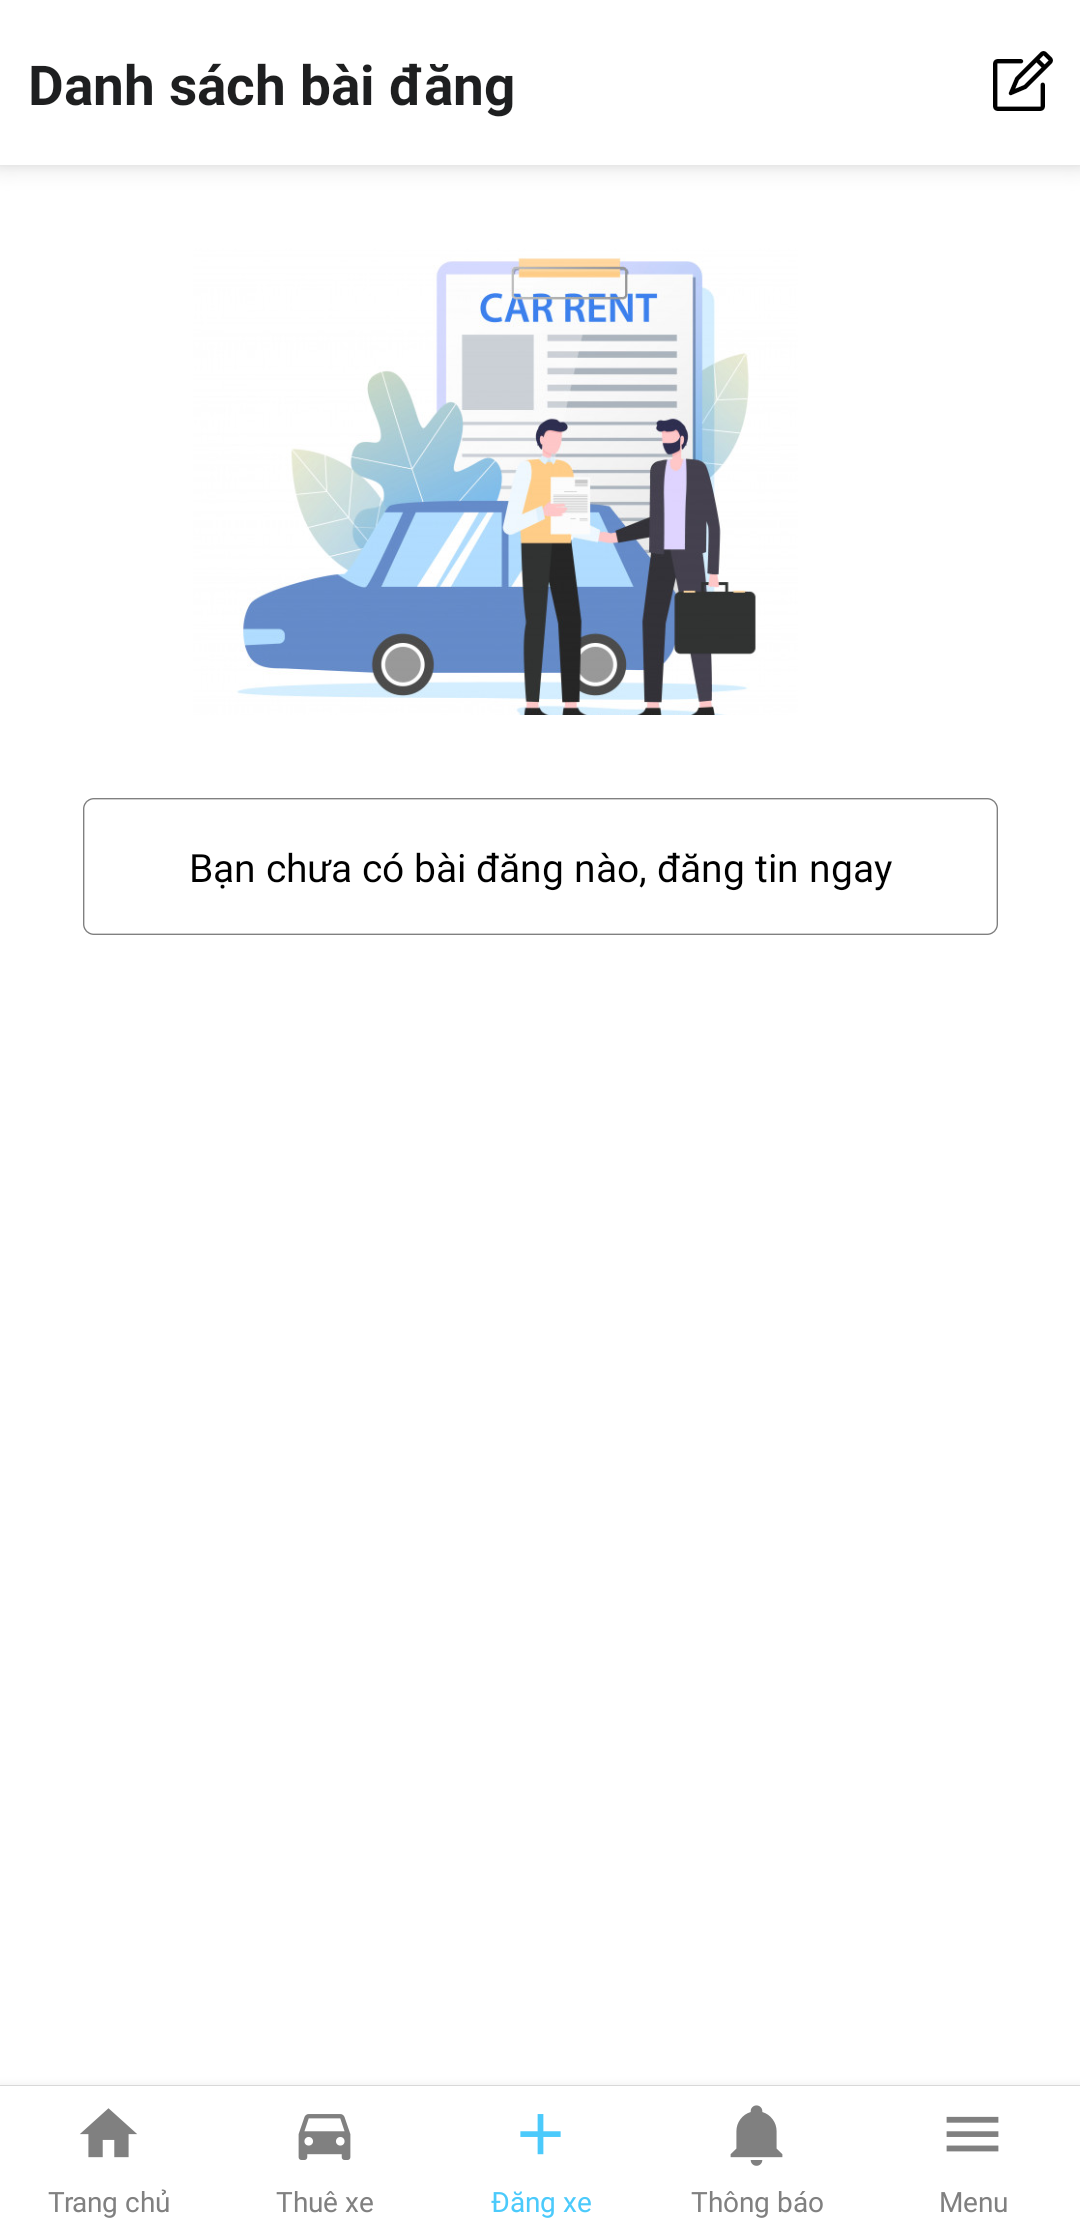 Danh sách bài đăng
CAR RENT
Bạn chưa có bài đăng nào, đăng tin ngay
Trang chủ
Thuê xe
Đăng xe
Thông báo
Menu